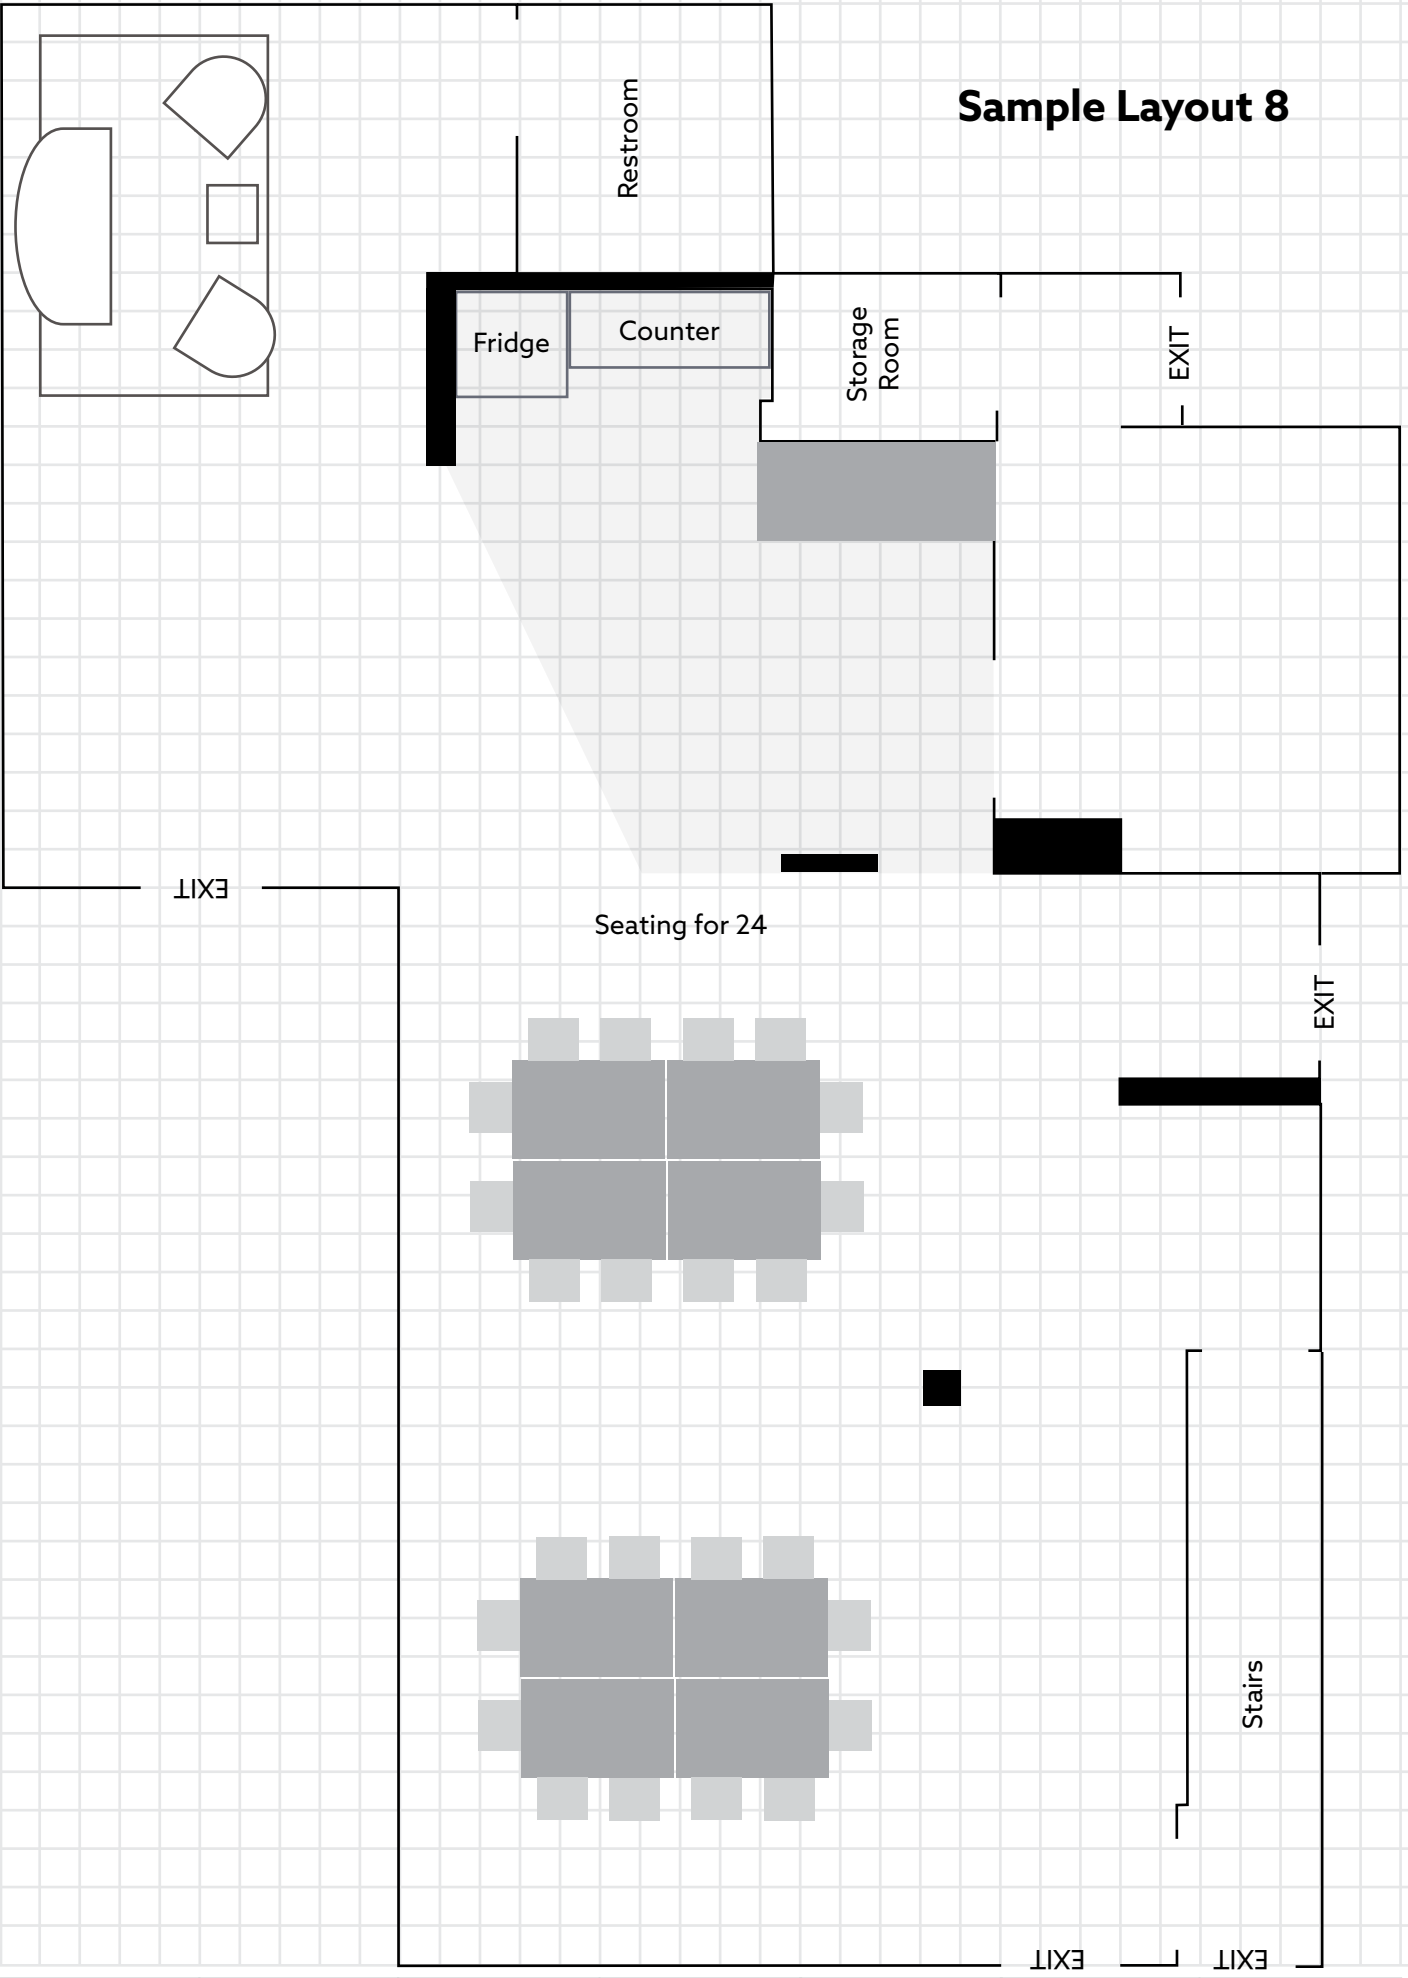 Sample Layout 8
Restroom
Fridge
Counter
Storage
Room
EXIT
EXIT
Seating for 24
EXIT
Stairs
EXIT
EXIT